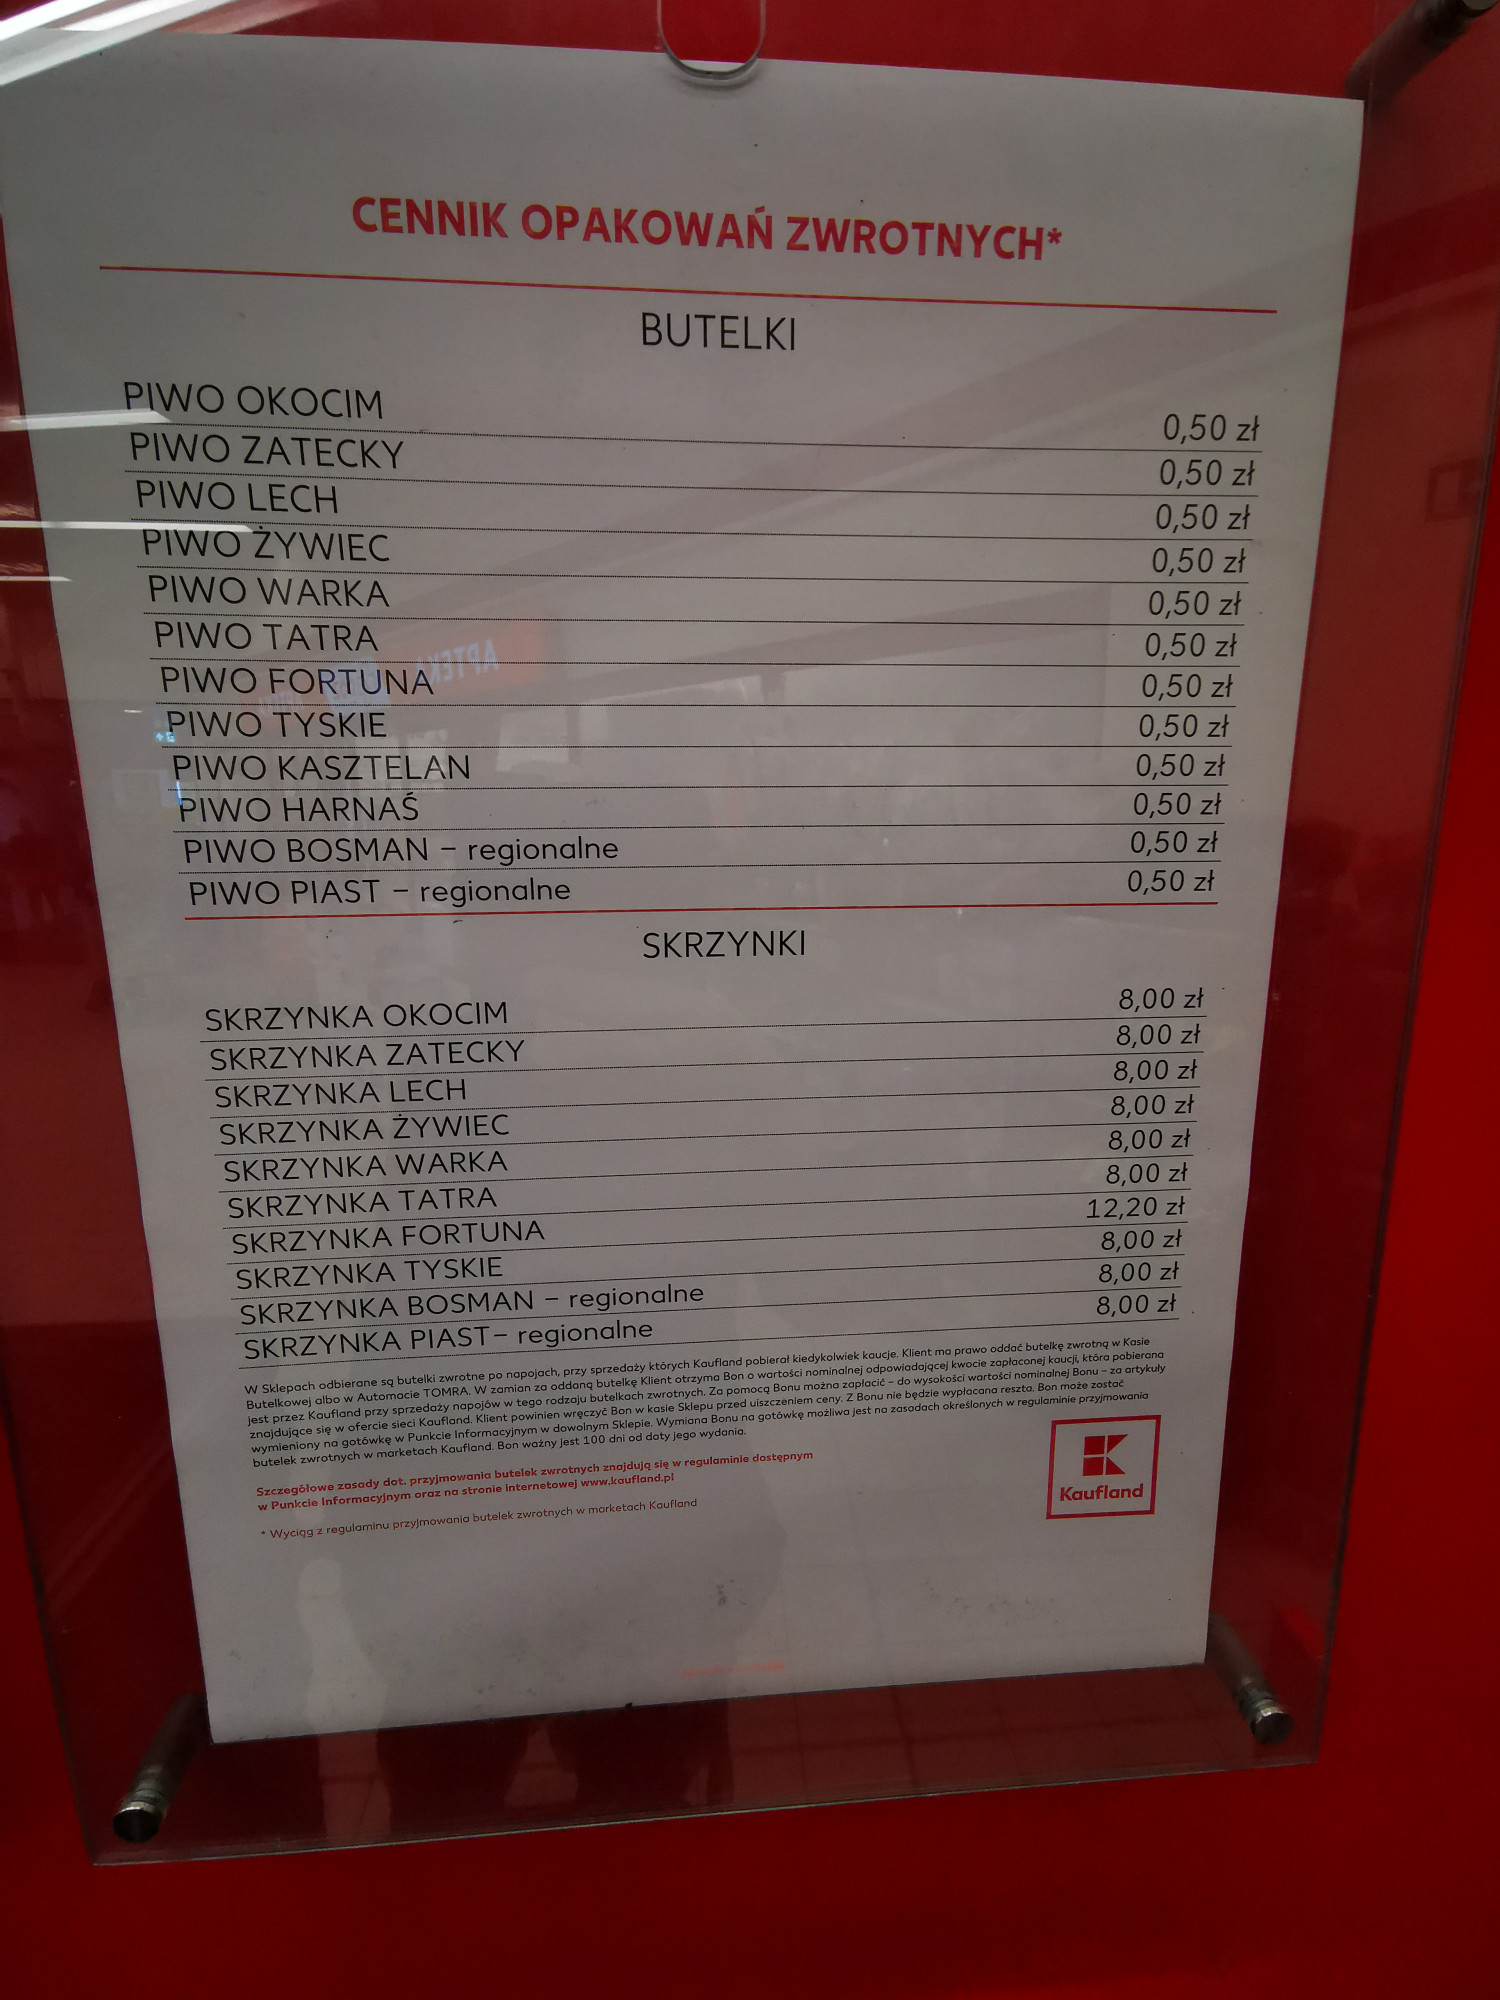 CENNIK OPAKOWAŃ ZWROTNYCH*
BUTELKI
PIWO OKOCIM 0,50 zł
PIWO ZATECKY 0,50 zł
PIWO LECH 0,50 zł
PIWO ŻYWIEC 0,50 zł
PIWO WARKA 0,50 zł
PIWO TATRA 0,50 zł
PIWO FORTUNA 0,50 zł
PIWO TYSKIE 0,50 zł
PIWO KASZTELAN 0,50 zł
PIWO HARNAŚ 0,50 zł
PIWO BOSMAN – regionalne 0,50 zł
PIWO PIAST – regionalne 0,50 zł
SKRZYNKI
SKRZYNKA OKOCIM 8,00 zł
SKRZYNKA ZATECKY 8,00 zł
SKRZYNKA LECH 8,00 zł
SKRZYNKA ŻYWIEC 8,00 zł
SKRZYNKA WARKA 8,00 zł
SKRZYNKA TATRA 8,00 zł
SKRZYNKA FORTUNA 12,20 zł
SKRZYNKA TYSKIE 8,00 zł
SKRZYNKA BOSMAN – regionalne 8,00 zł
SKRZYNKA PIAST– regionalne 8,00 zł
W Sklepach odbierane są butelki zwrotne po napojach, przy sprzedaży których Kaufland pobierał kiedykolwiek kaucje. Klient ma prawo oddać butelkę zwrotną w Kasie
Butelkowej albo w Automacie TOMRA. W zamian za oddaną butelkę Klient otrzyma Bon o wartości nominalnej odpowiadającej kwocie zapłaconej kaucji, która pobierana
jest przez Kaufland przy sprzedaży napojów w tego rodzaju butelkach zwrotnych. Za pomocą Bonu można zapłacić – do wysokości wartości nominalnej Bonu – za artykuły
znajdujące się w ofercie sieci Kaufland. Klient powinien wręczyć Bon w kasie Sklepu przed uiszczeniem ceny. Z Bonu nie będzie wypłacana reszta. Bon może zostać
wymieniony na gotówkę w Punkcie Informacyjnym w dowolnym Sklepie. Wymiana Bonu na gotówkę możliwa jest na zasadach określonych w regulaminie przyjmowania
butelek zwrotnych w marketach Kaufland. Bon ważny jest 100 dni od daty jego wydania.
Szczegółowe zasady dot. przyjmowania butelek zwrotnych znajdują się w regulaminie dostępnym
w Punkcie Informacyjnym oraz na stronie internetowej www.kaufland.pl
* Wyciąg z regulaminu przyjmowania butelek zwrotnych w marketach Kaufland
Kaufland
APTEKA